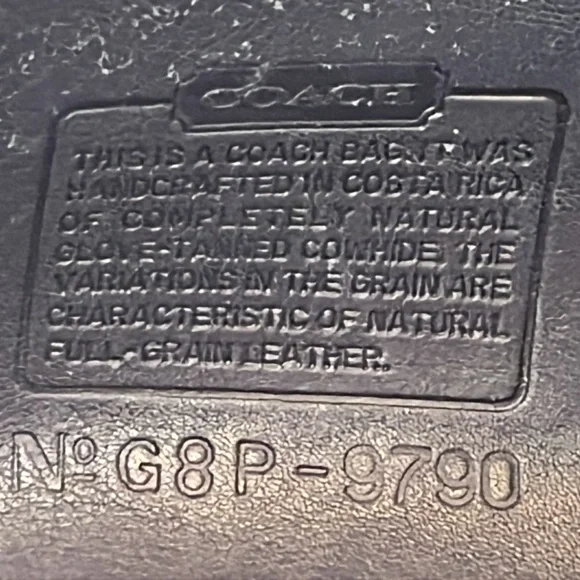 COACH
THIS IS A COACH BAG. IT WAS
HANDCRAFTED IN COSTA RICA
OF COMPLETELY NATURAL
GLOVE-TANNED COWHIDE. THE
VARIATIONS IN THE GRAIN ARE
CHARACTERISTIC OF NATURAL
FULL-GRAIN LEATHER.
Nº G8P-9790